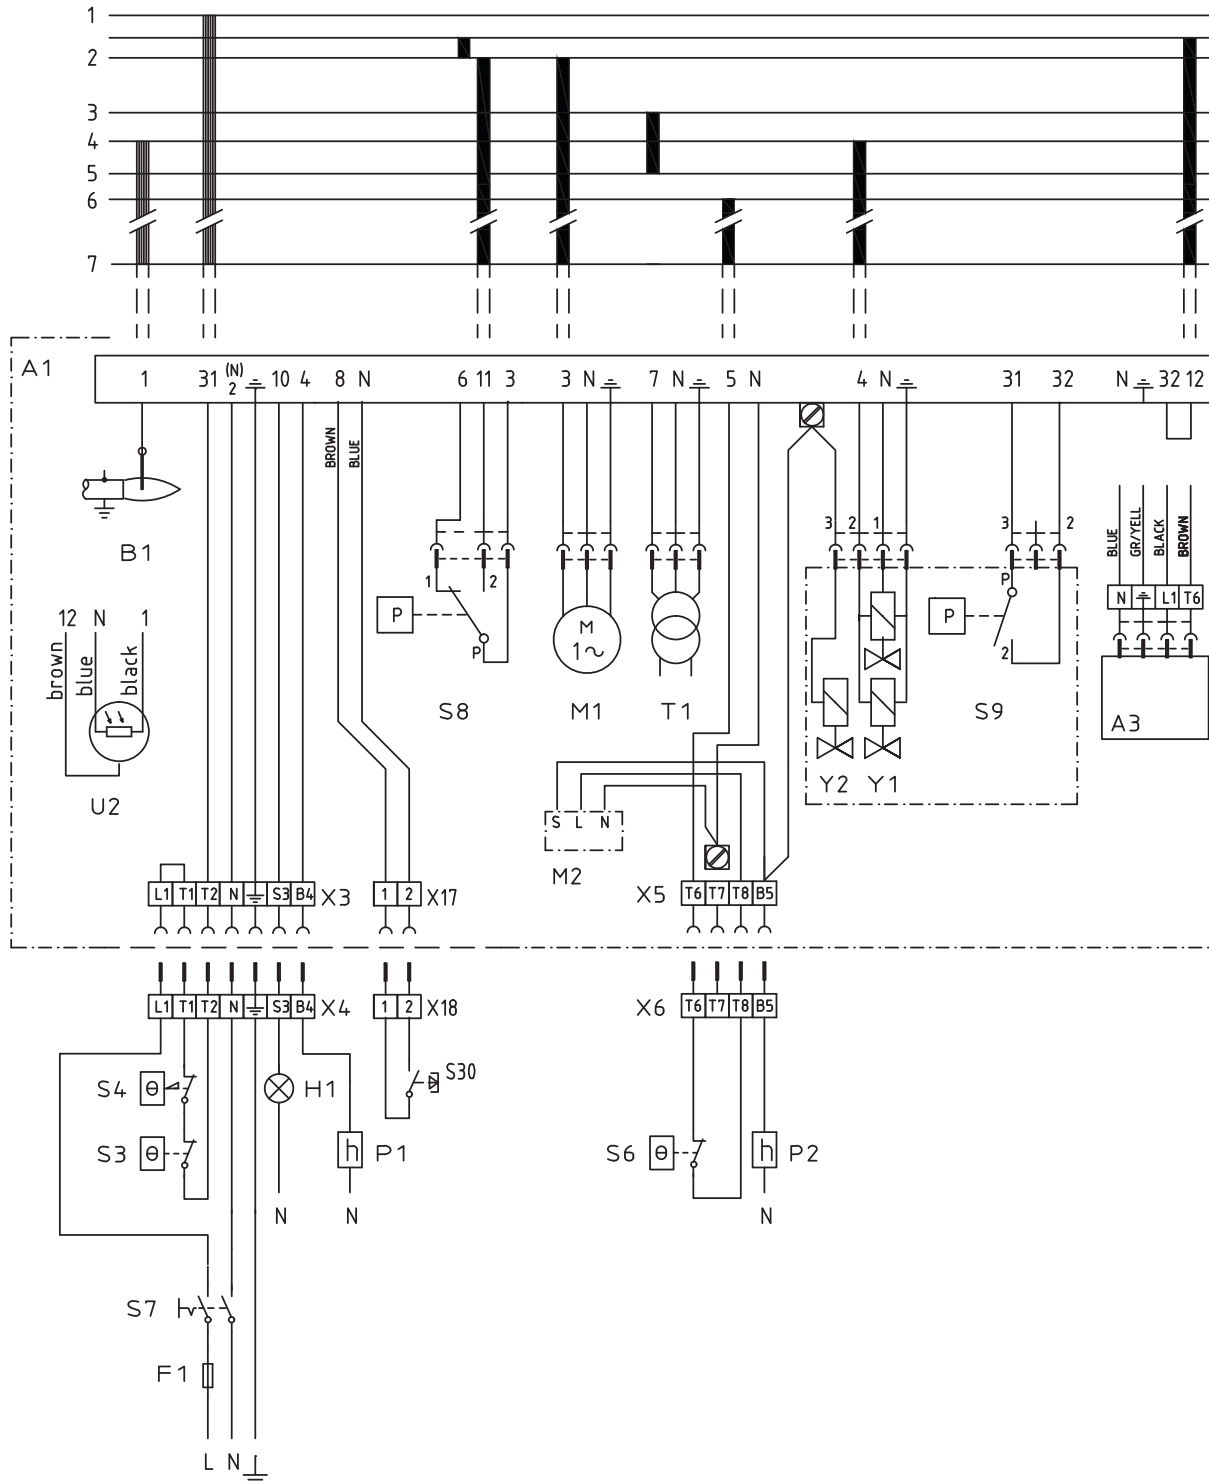 1
2
3
4
5
6
7
A1
1 31 (N) 2 10 4 8 N 6 11 3 3 N 7 N 5 N 4 N 31 32 N 32 12
BROWN
BLUE
3 2 1
3 2
BLUE
GR/YELL
BLACK
BROWN
B1
1 2
P
P
M
1~
P
P
2
N L1 T6
A3
12 N 1
brown
blue
black
S8
M1
T1
S9
Y2
Y1
U2
S L N
M2
L1 T1 T2 N S3 B4 X3
1 2 X17
X5 T6 T7 T8 B5
L1 T1 T2 N S3 B4 X4
1 2 X18
X6 T6 T7 T8 B5
S4 θ
H1
S30
S3 θ
h P1
S6 θ
h P2
N
N
N
S7
F1
L N